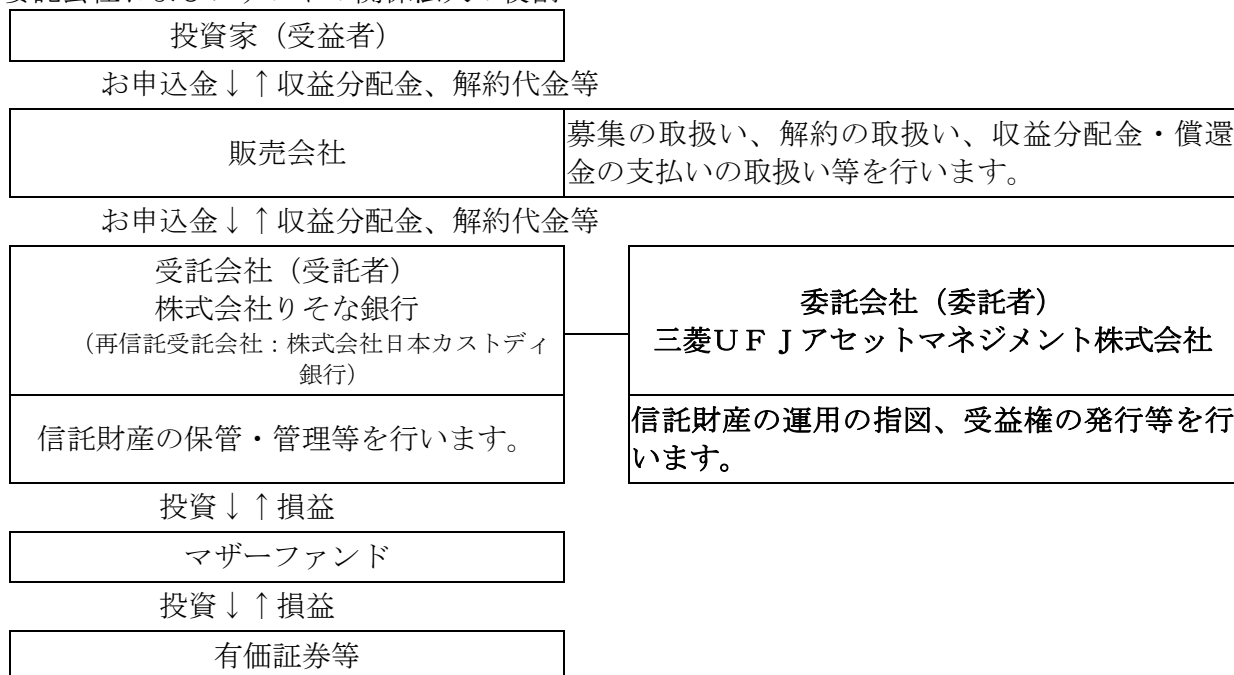 投資家（受益者）
お申込金↓↑収益分配金、解約代金等
販売会社
募集の取扱い、解約の取扱い、収益分配金・償還
金の支払いの取扱い等を行います。
お申込金↓↑収益分配金、解約代金等
受託会社（受託者）
株式会社りそな銀行
（再信託受託会社：株式会社日本カストディ
銀行）
信託財産の保管・管理等を行います。
委託会社（委託者）
三菱ＵＦＪアセットマネジメント株式会社
信託財産の運用の指図、受益権の発行等を行
います。
投資↓↑損益
マザーファンド
投資↓↑損益
有価証券等